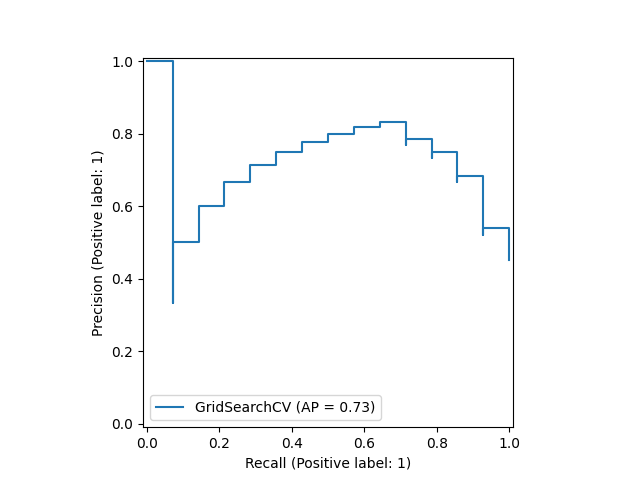 1.0
0.8
0.6
0.4
0.2
0.0
Precision (Positive label: 1)
GridSearchCV (AP = 0.73)
0.0 0.2 0.4 0.6 0.8 1.0
Recall (Positive label: 1)